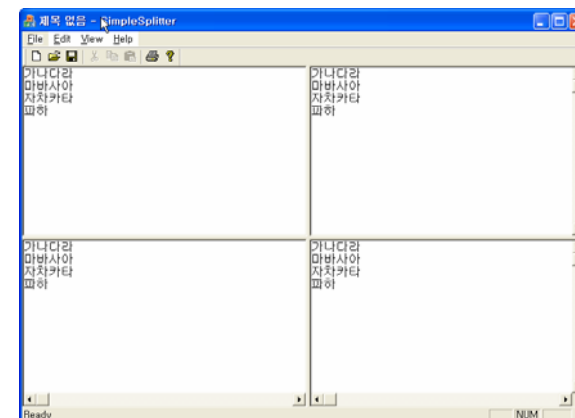 제목 없음 - SimpleSplitter
File Edit View Help
가나다라
마바사아
자차카타
파하
가나다라
마바사아
자차카타
파하
가나다라
마바사아
자차카타
파하
가나다라
마바사아
자차카타
파하
Ready NUM